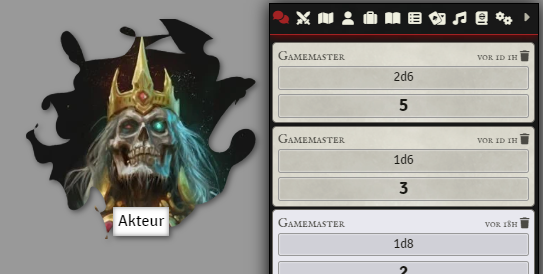 Akteur
Gamemaster
vor 1d 1h
2d6
5
Gamemaster
vor 1d 1h
1d6
3
Gamemaster
vor 18h
1d8
2